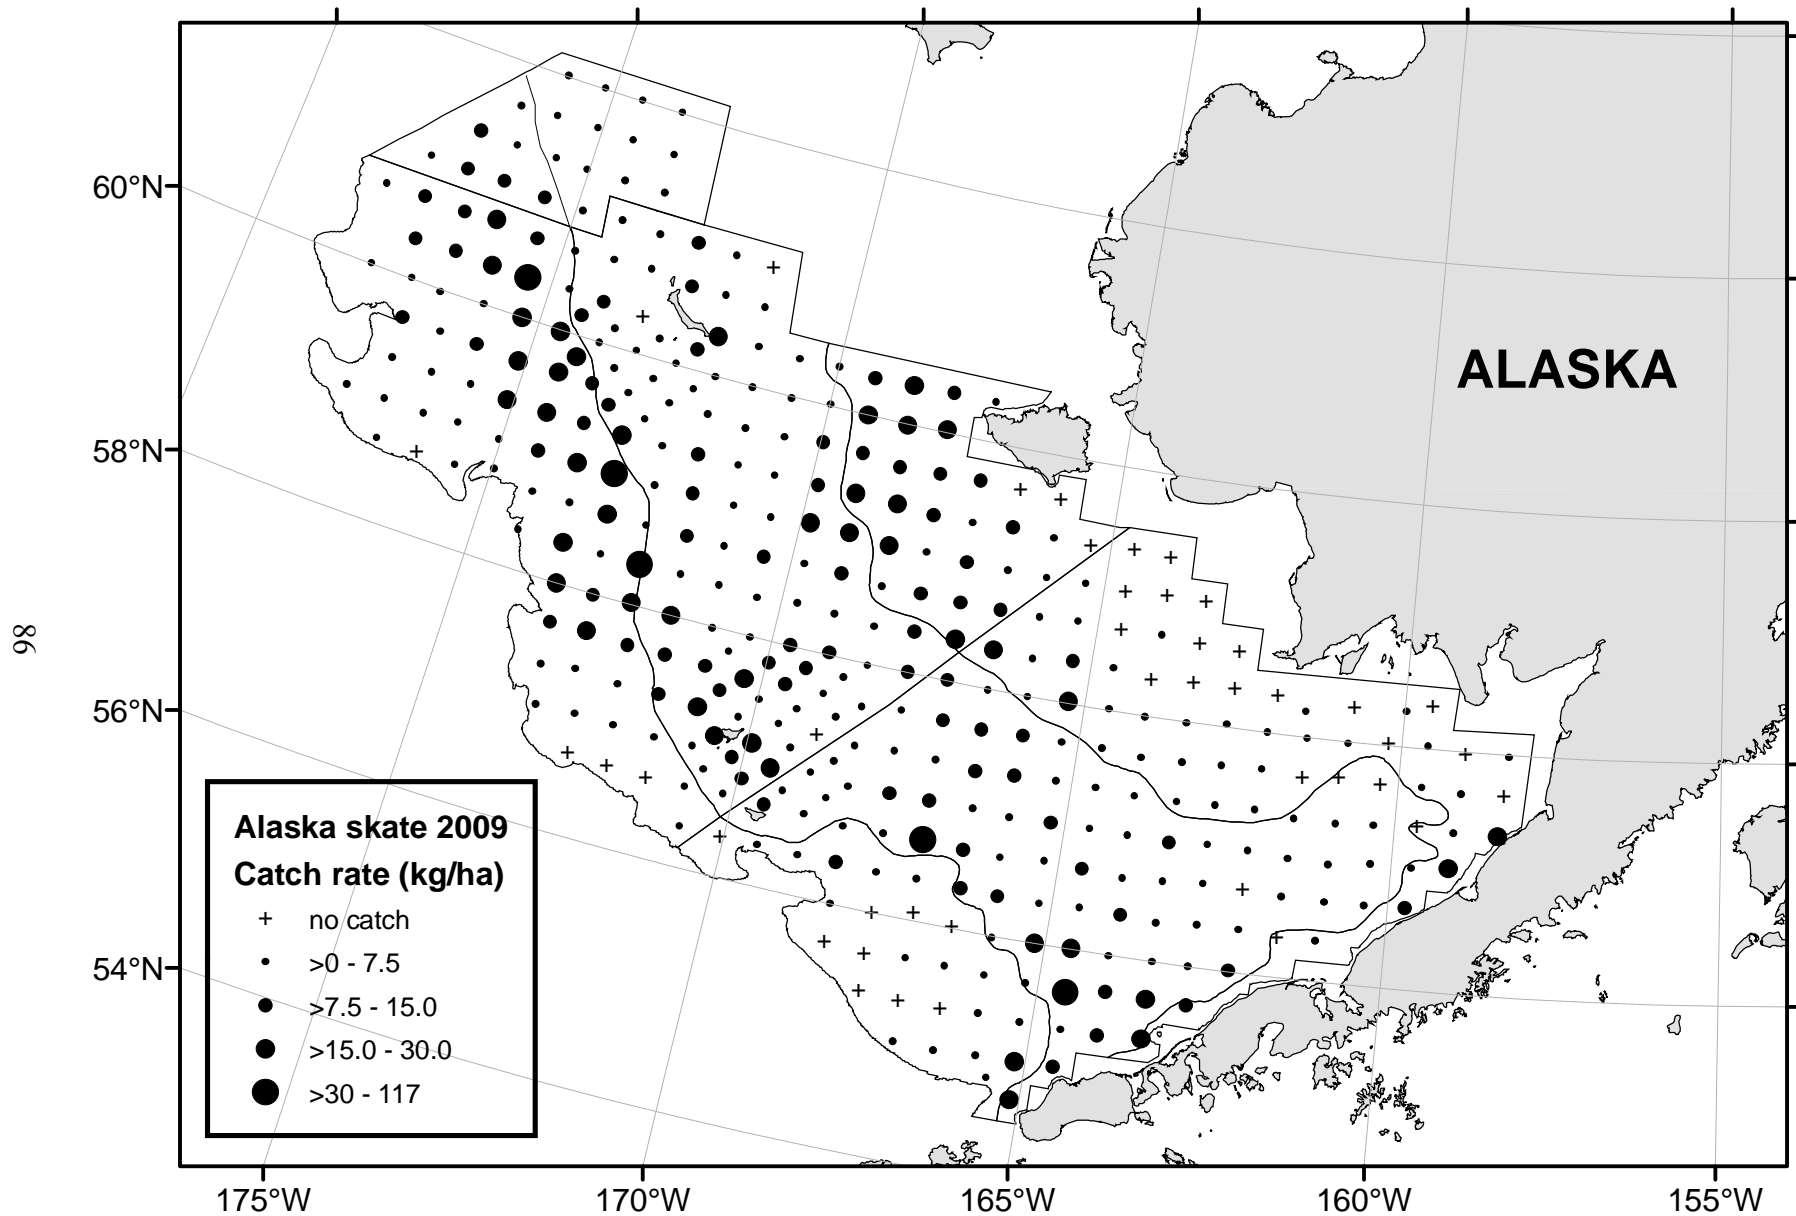 60°N
58°N
56°N
54°N
98
ALASKA
Alaska skate 2009
Catch rate (kg/ha)
no catch
>0 - 7.5
>7.5 - 15.0
>15.0 - 30.0
>30 - 117
175°W 170°W 165°W 160°W 155°W